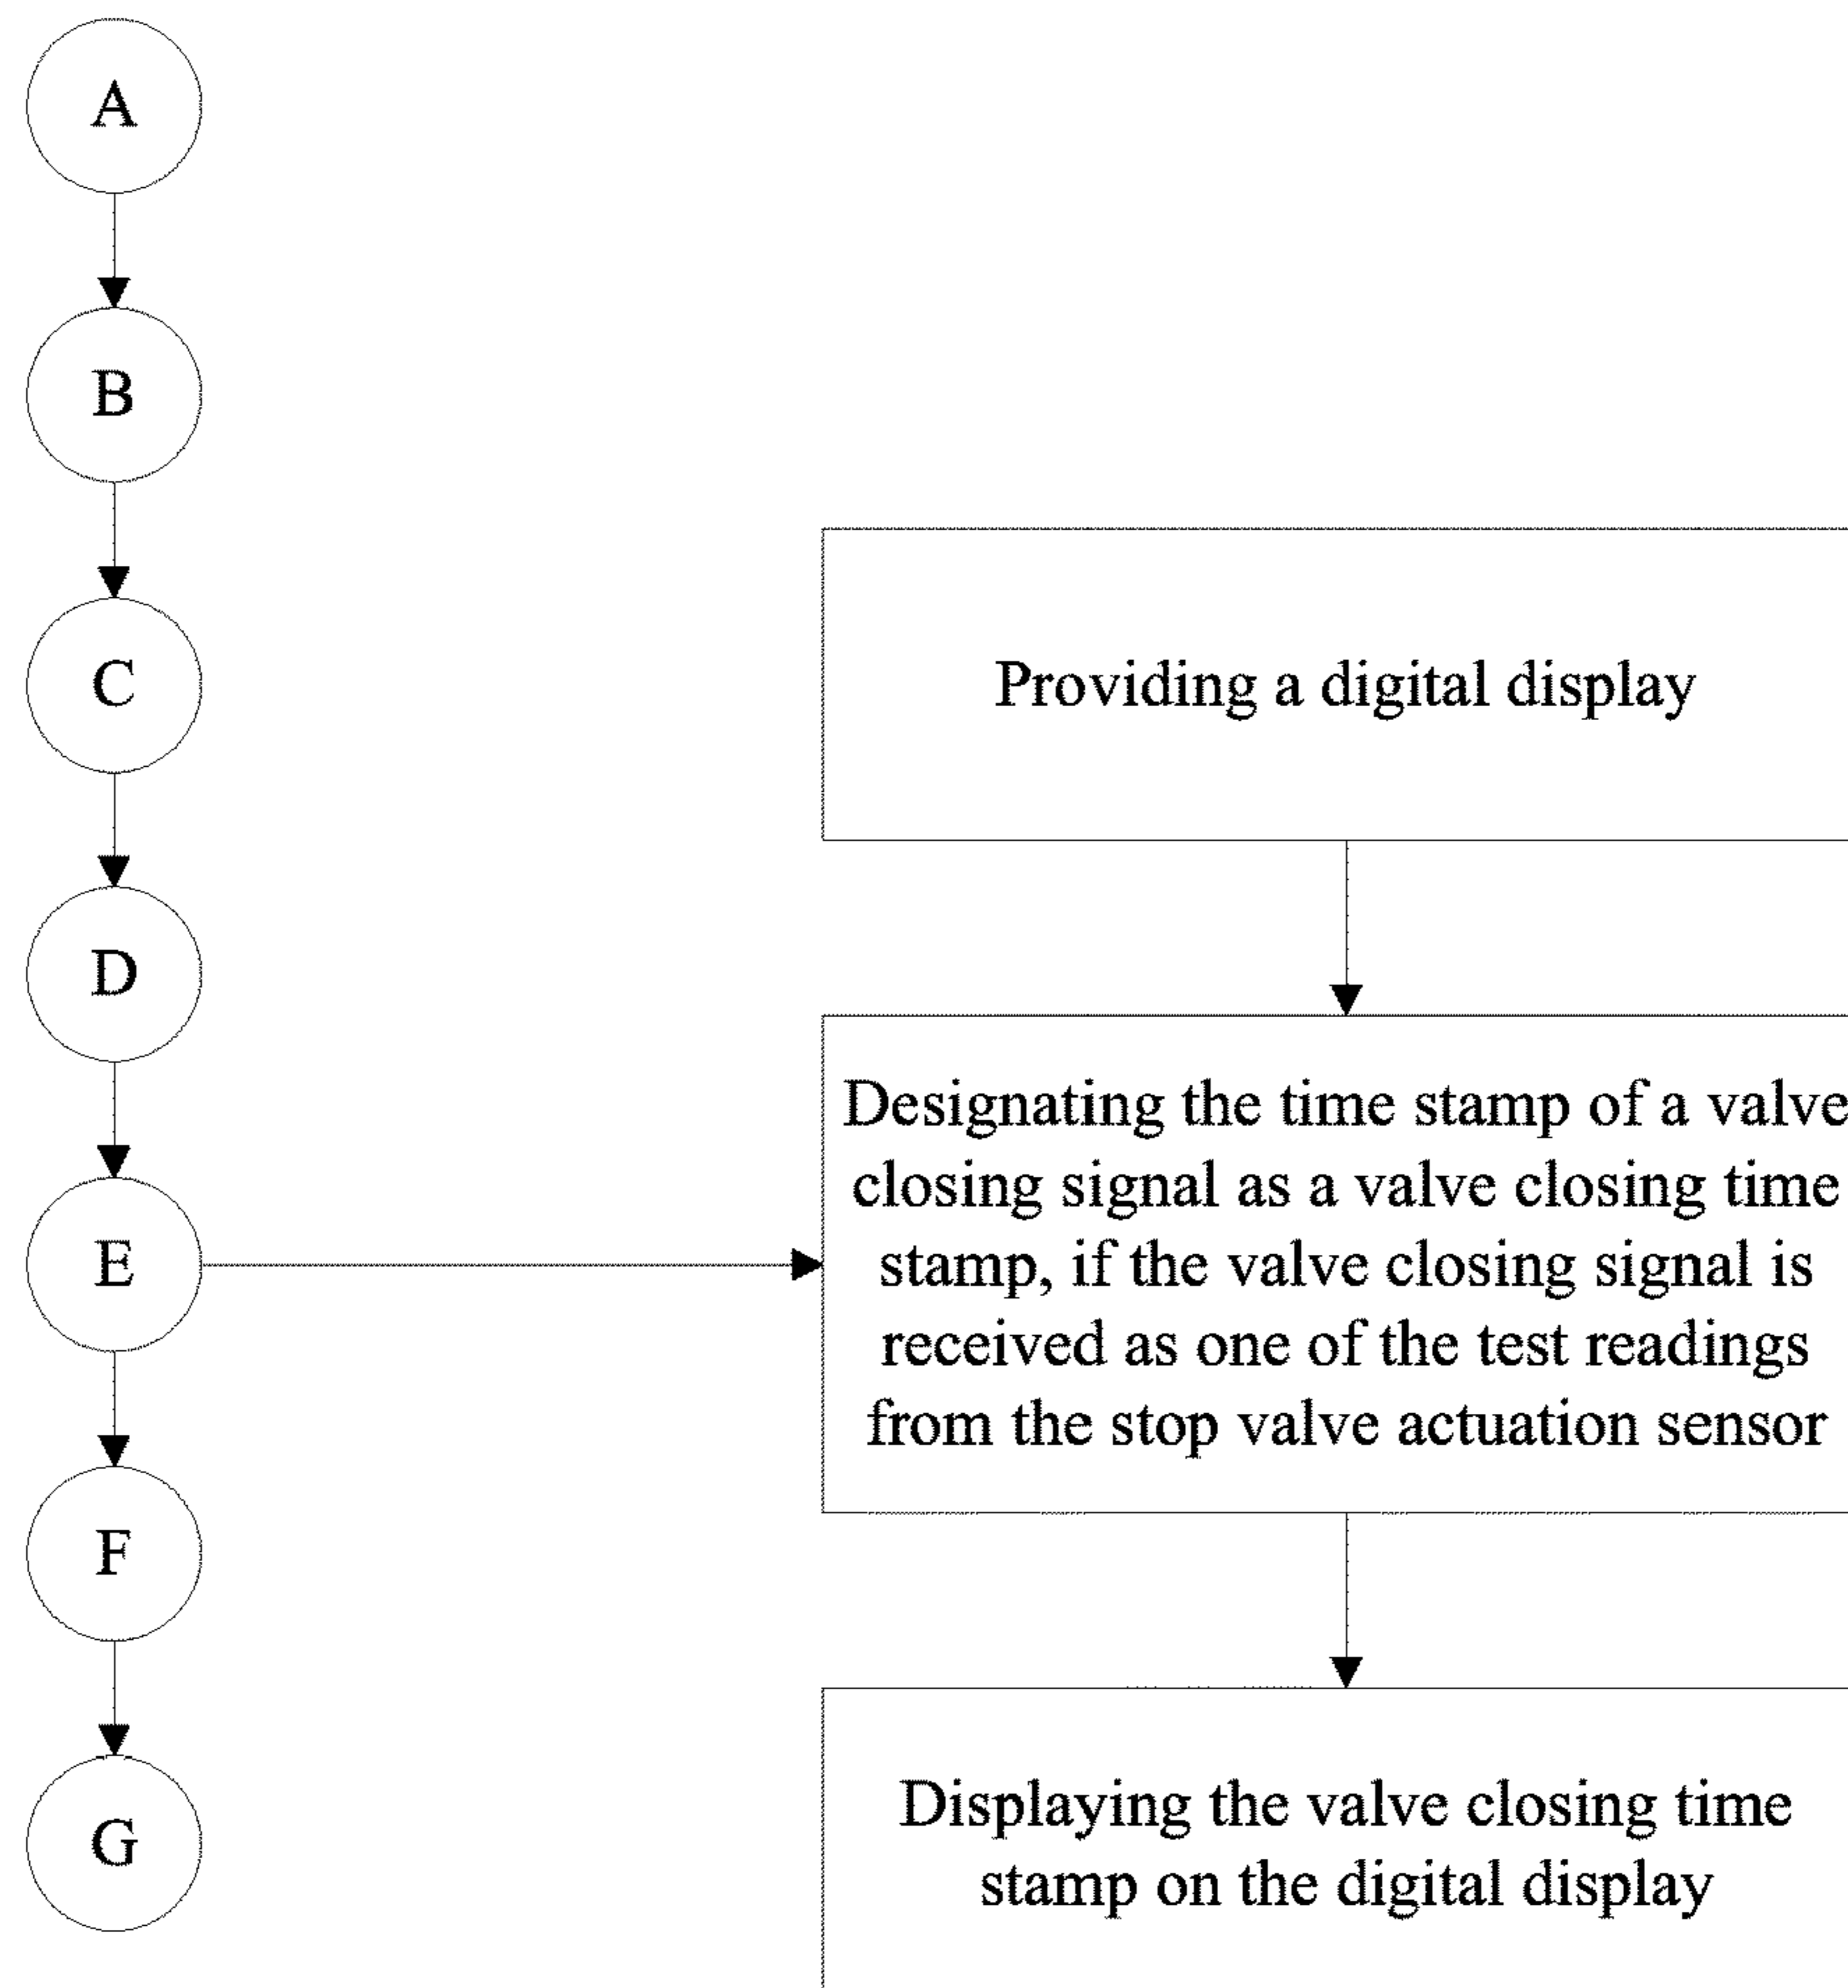 A
B
C
D
E
F
G
Providing a digital display
Designating the time stamp of a valve
closing signal as a valve closing time
stamp, if the valve closing signal is
received as one of the test readings
from the stop valve actuation sensor
Displaying the valve closing time
stamp on the digital display